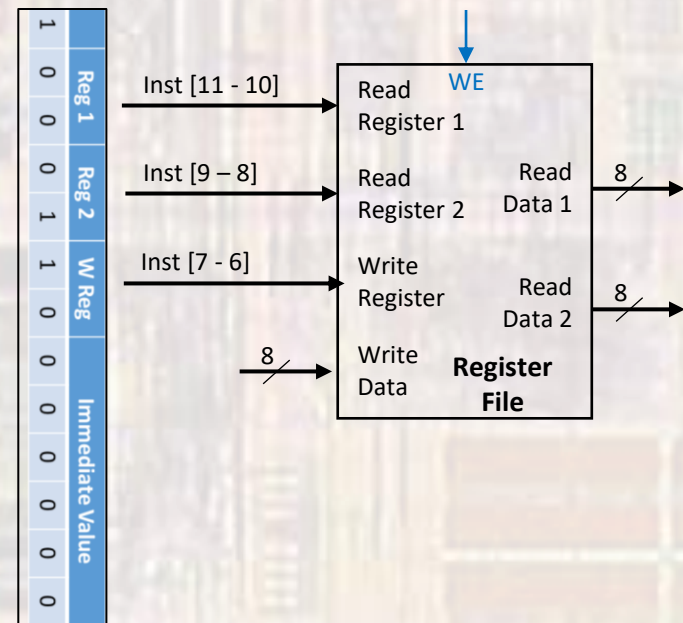 1
0
0
0
1
1
0
0
0
0
0
0
0
Reg 1
Reg 2
W Reg
Immediate Value
Inst [11 - 10]
Inst [9 – 8]
Inst [7 - 6]
8
WE
Read
Register 1
Read
Register 2
Write
Register
Write
Data
Read
Data 1
Read
Data 2
Register
File
8
8